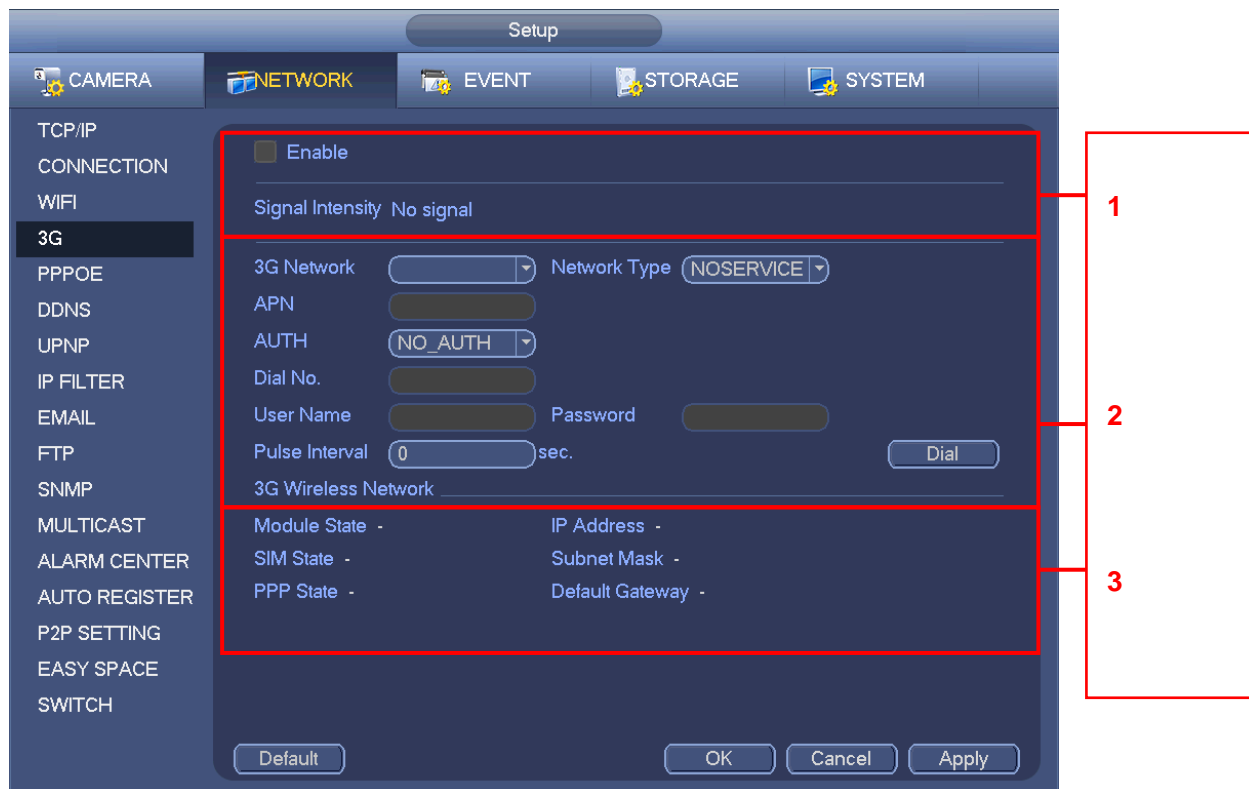 Setup
CAMERA NETWORK EVENT STORAGE SYSTEM
TCP/IP
CONNECTION
WIFI
3G
PPPOE
DDNS
UPNP
IP FILTER
EMAIL
FTP
SNMP
MULTICAST
ALARM CENTER
AUTO REGISTER
P2P SETTING
EASY SPACE
SWITCH
Enable
Signal Intensity No signal
3G Network Network Type NOSERVICE
APN
AUTH NO_AUTH
Dial No.
User Name Password
Pulse Interval 0 sec. Dial
3G Wireless Network
Module State - IP Address -
SIM State - Subnet Mask -
PPP State - Default Gateway -
Default OK Cancel Apply
1
2
3